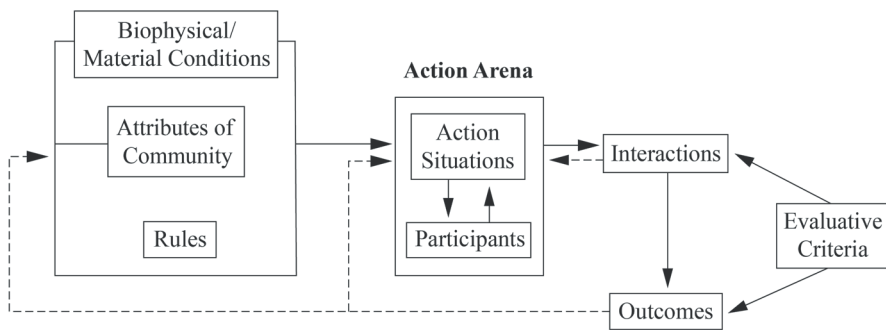 Biophysical/
Material Conditions
Attributes of
Community
Rules
Action Arena
Action
Situations
Participants
Interactions
Outcomes
Evaluative
Criteria